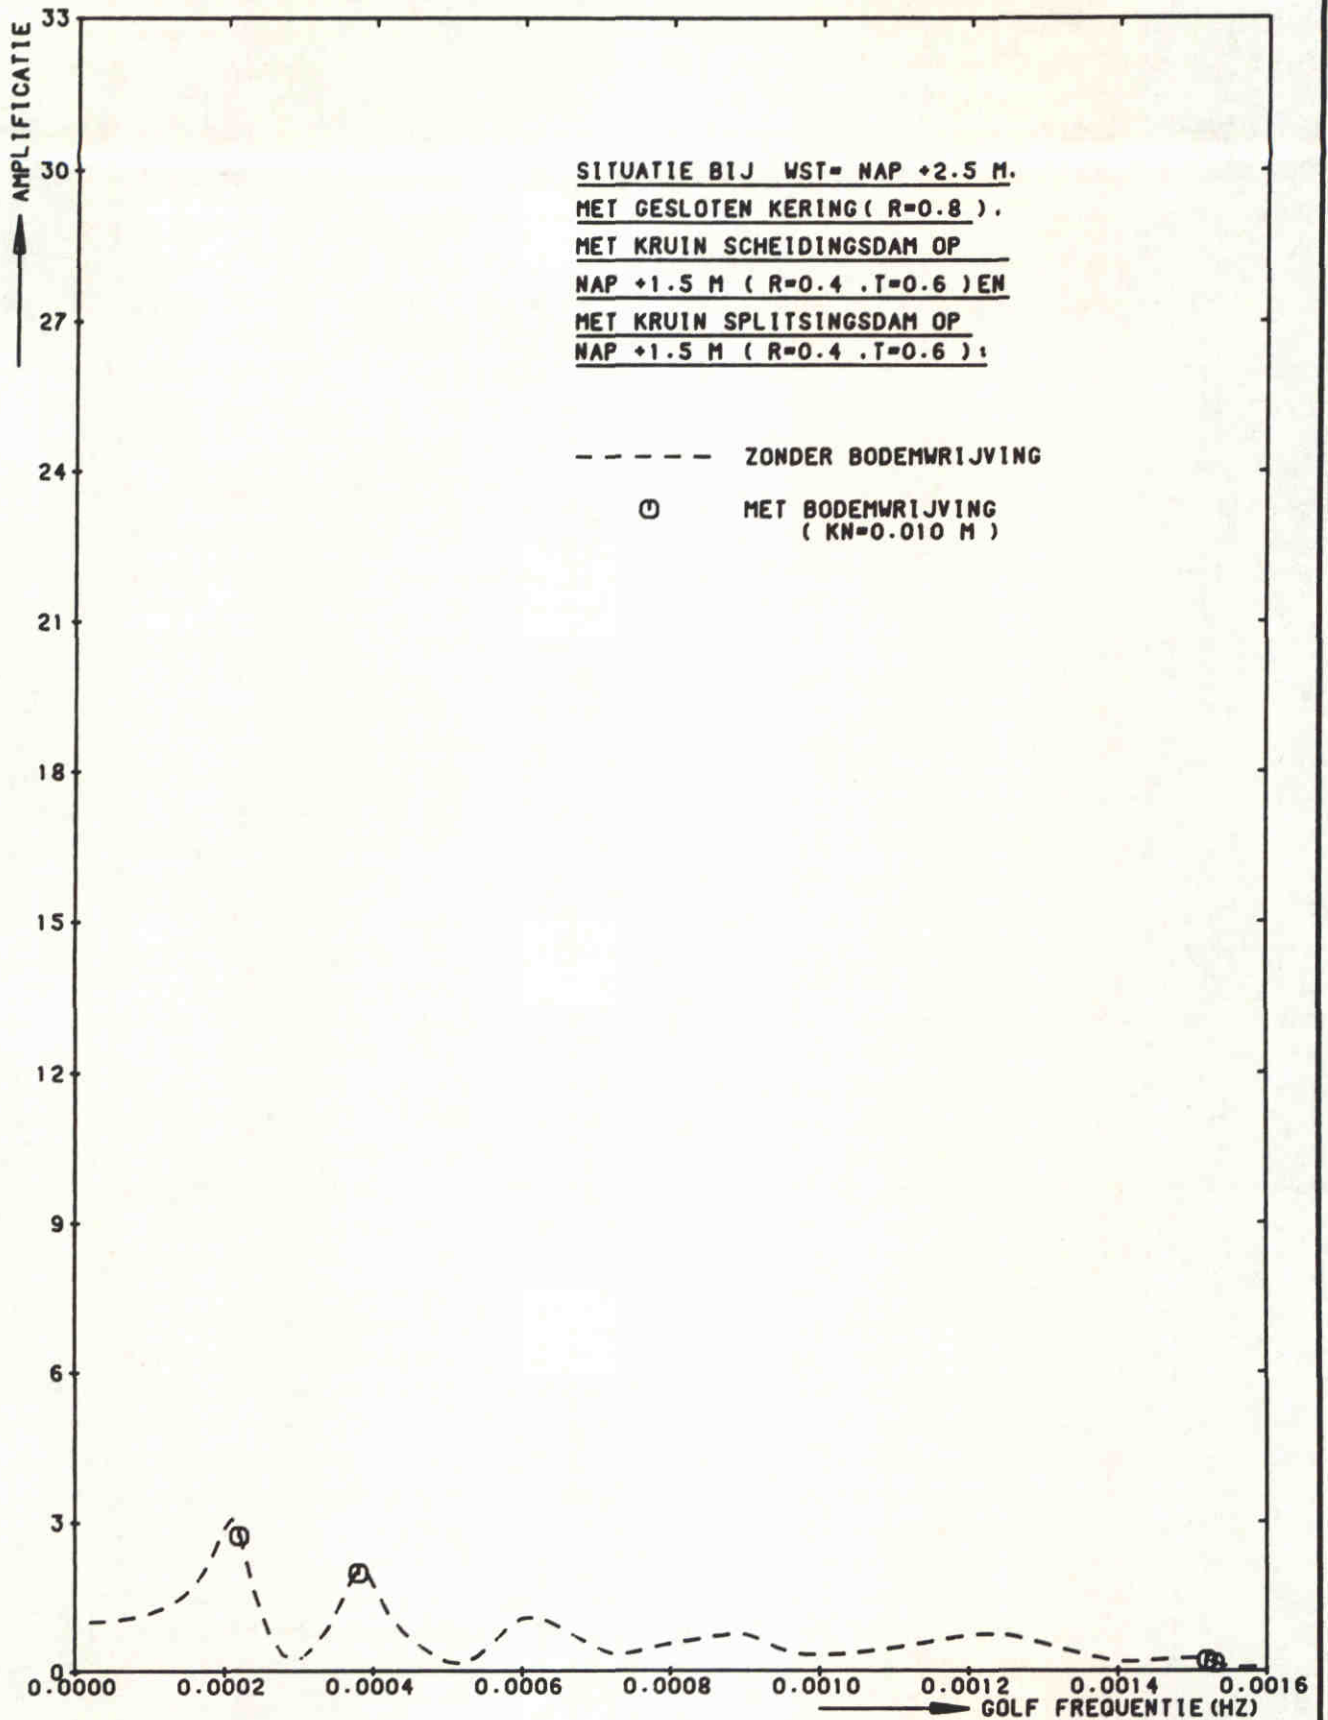 AMPLIFICATIE
33
30
27
24
21
18
15
12
9
6
3
0
SITUATIE BIJ WST= NAP +2.5 M.
MET GESLOTEN KERING( R=0.8 ).
MET KRUIN SCHEIDINGSDAM OP
NAP +1.5 M ( R=0.4 .T=0.6 )EN
MET KRUIN SPLITSINGSDAM OP
NAP +1.5 M ( R=0.4 .T=0.6 ):
ZONDER BODEMWRIJVING
MET BODEMWRIJVING
( KN=0.010 M )
0.0000 0.0002 0.0004 0.0006 0.0008 0.0010 0.0012 0.0014 0.0016
GOLF FREQUENTIE(HZ)